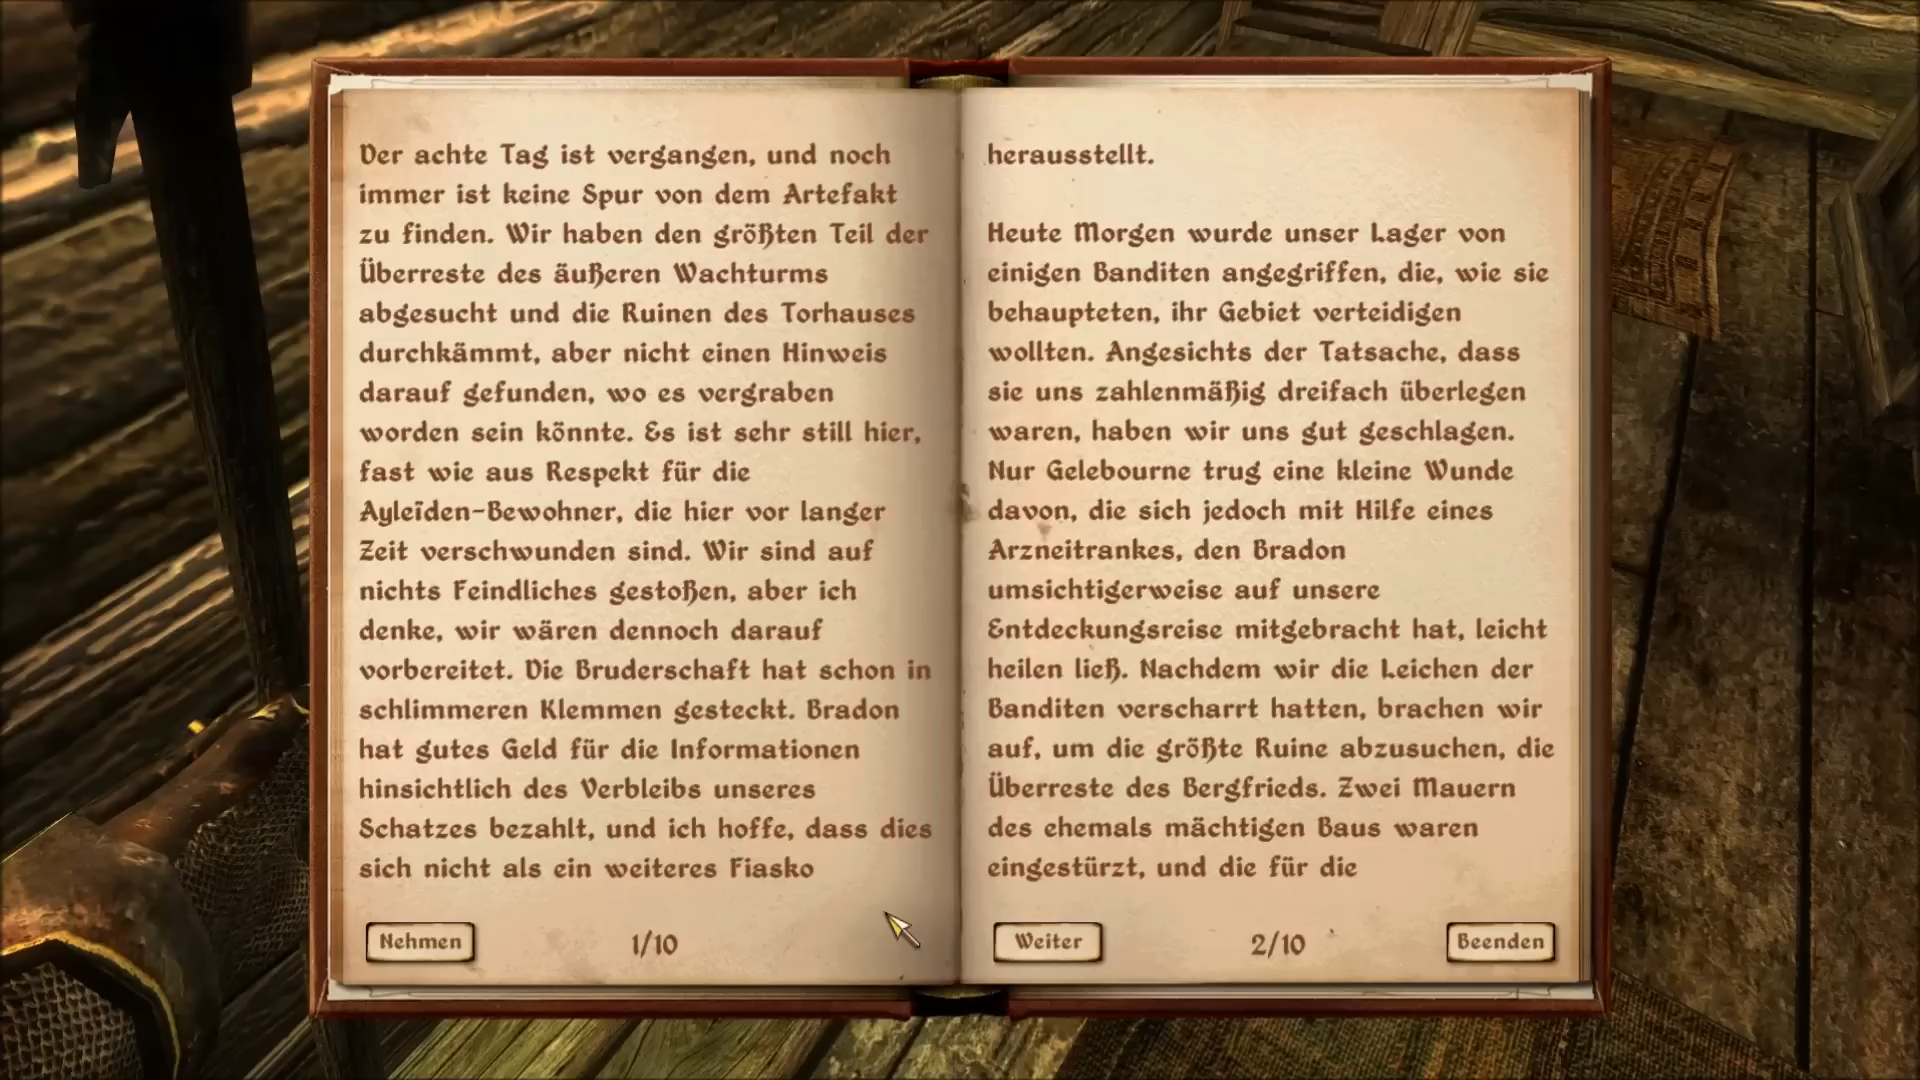 Der achte Tag ist vergangen, und noch
immer ist keine Spur von dem Artefakt
zu finden. Wir haben den größten Teil der
Überreste des äußeren Wachturms
abgesucht und die Ruinen des Torhauses
durchkämmt, aber nicht einen Hinweis
darauf gefunden, wo es vergraben
worden sein könnte. Es ist sehr still hier,
fast wie aus Respekt für die
Ayleïden-Bewohner, die hier vor langer
Zeit verschwunden sind. Wir sind auf
nichts Feindliches gestoßen, aber ich
denke, wir wären dennoch darauf
vorbereitet. Die Bruderschaft hat schon in
schlimmeren Klemmen gesteckt. Bradon
hat gutes Geld für die Informationen
hinsichtlich des Verbleibs unseres
Schatzes bezahlt, und ich hoffe, dass dies
sich nicht als ein weiteres Fiasko
Nehmen
1/10
herausstellt.
Heute Morgen wurde unser Lager von
einigen Banditen angegriffen, die, wie sie
behaupteten, ihr Gebiet verteidigen
wollten. Angesichts der Tatsache, dass
sie uns zahlenmäßig dreifach überlegen
waren, haben wir uns gut geschlagen.
Nur Gelebourne trug eine kleine Wunde
davon, die sich jedoch mit Hilfe eines
Arzneitrankes, den Bradon
umsichtigerweise auf unsere
Entdeckungsreise mitgebracht hat, leicht
heilen ließ. Nachdem wir die Leichen der
Banditen verscharrt hatten, brachen wir
auf, um die größte Ruine abzusuchen, die
Überreste des Bergfrieds. Zwei Mauern
des ehemals mächtigen Baus waren
eingestürzt, und die für die
Weiter
2/10
Beenden